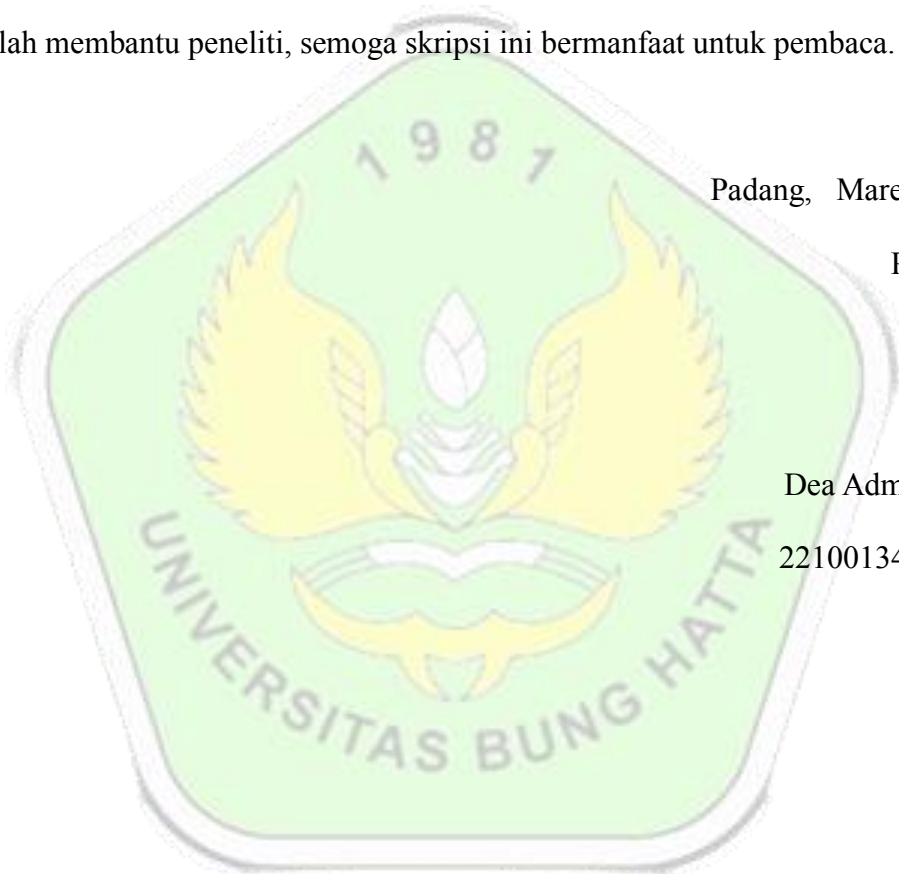 lah membantu peneliti, semoga skripsi ini bermanfaat untuk pembaca.
1981
Padang, Mare
Dea Adm
22100134
UNIVERSITAS BUNG HATTA